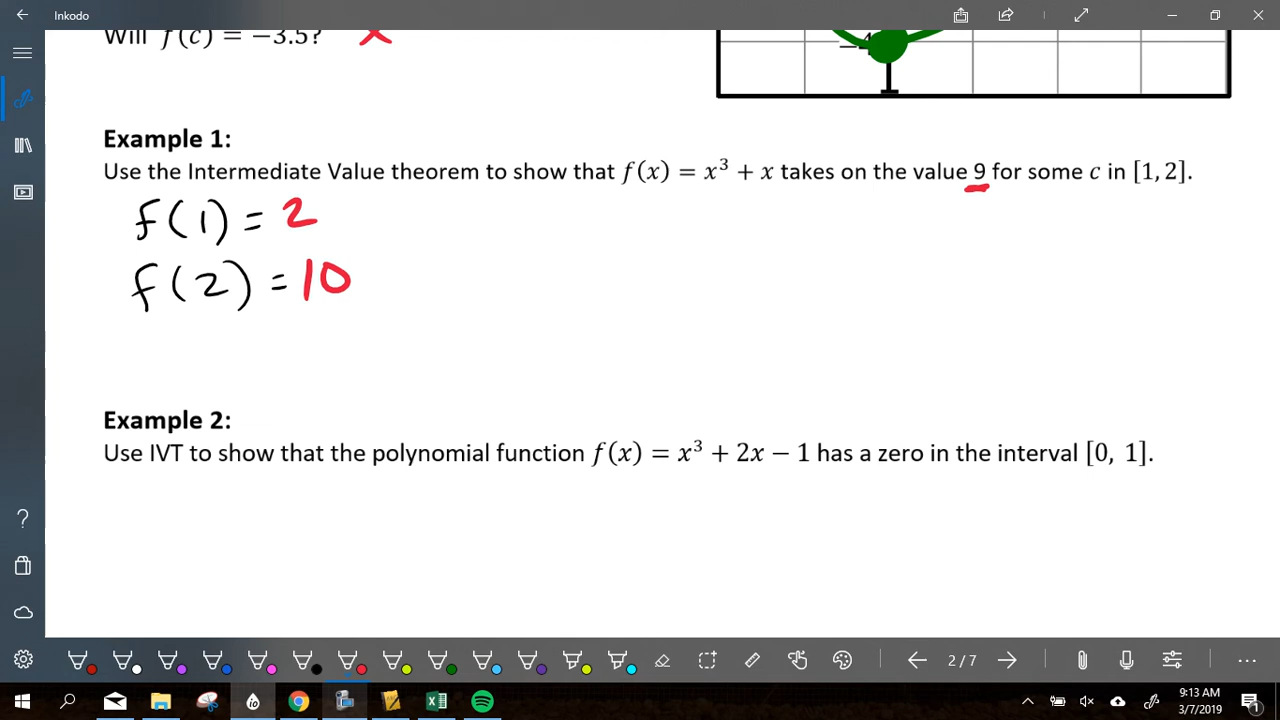 Inkodo
Will f(c) = −3.5? ✗
−4
Example 1:
Use the Intermediate Value theorem to show that f(x) = x³ + x takes on the value 9 for some c in [1, 2].
f(1) = 2
f(2) = 10
Example 2:
Use IVT to show that the polynomial function f(x) = x³ + 2x − 1 has a zero in the interval [0, 1].
2/7
9:13 AM
3/7/2019
1